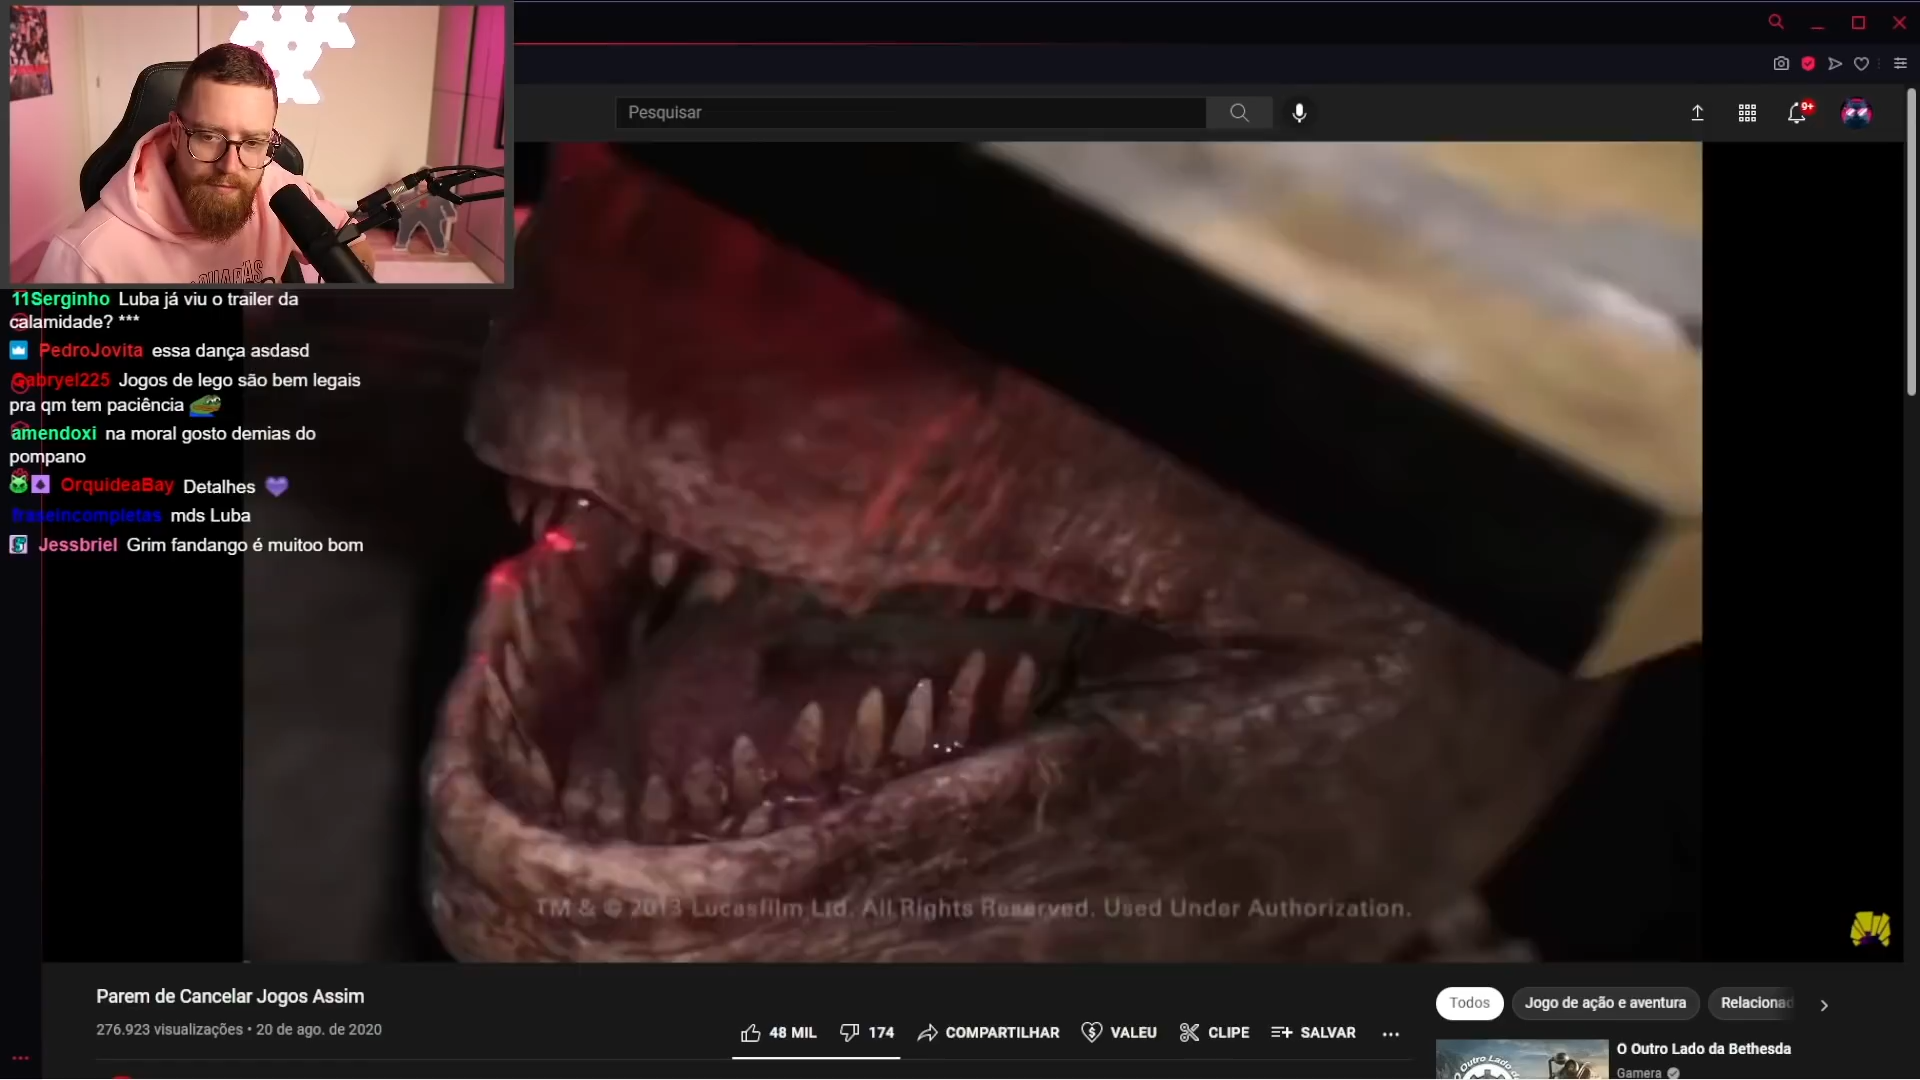 Pesquisar
9+
11Serginho Luba já viu o trailer da
calamidade? ***
PedroJovita essa dança asdasd
Gabryel225 Jogos de lego são bem legais
pra qm tem paciência
amendoxi na moral gosto demias do
pompano
OrquideaBay Detalhes
fraseincompletas mds Luba
Jessbriel Grim fandango é muitoo bom
TM & © 2013 Lucasfilm Ltd. All Rights Reserved. Used Under Authorization.
Parem de Cancelar Jogos Assim
276.923 visualizações • 20 de ago. de 2020
48 MIL 174 COMPARTILHAR VALEU CLIPE SALVAR
Todos Jogo de ação e aventura Relacionad
O Outro Lado da Bethesda
Gamera